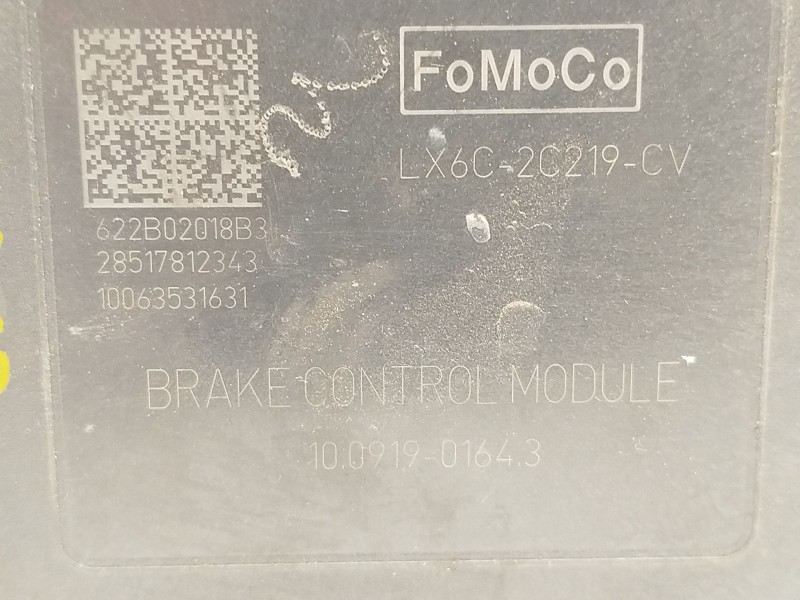 FoMoCo
LX6C-2C219-CV
622B02018B3
28517812343
10063531631
BRAKE CONTROL MODULE
10.0919-0164.3